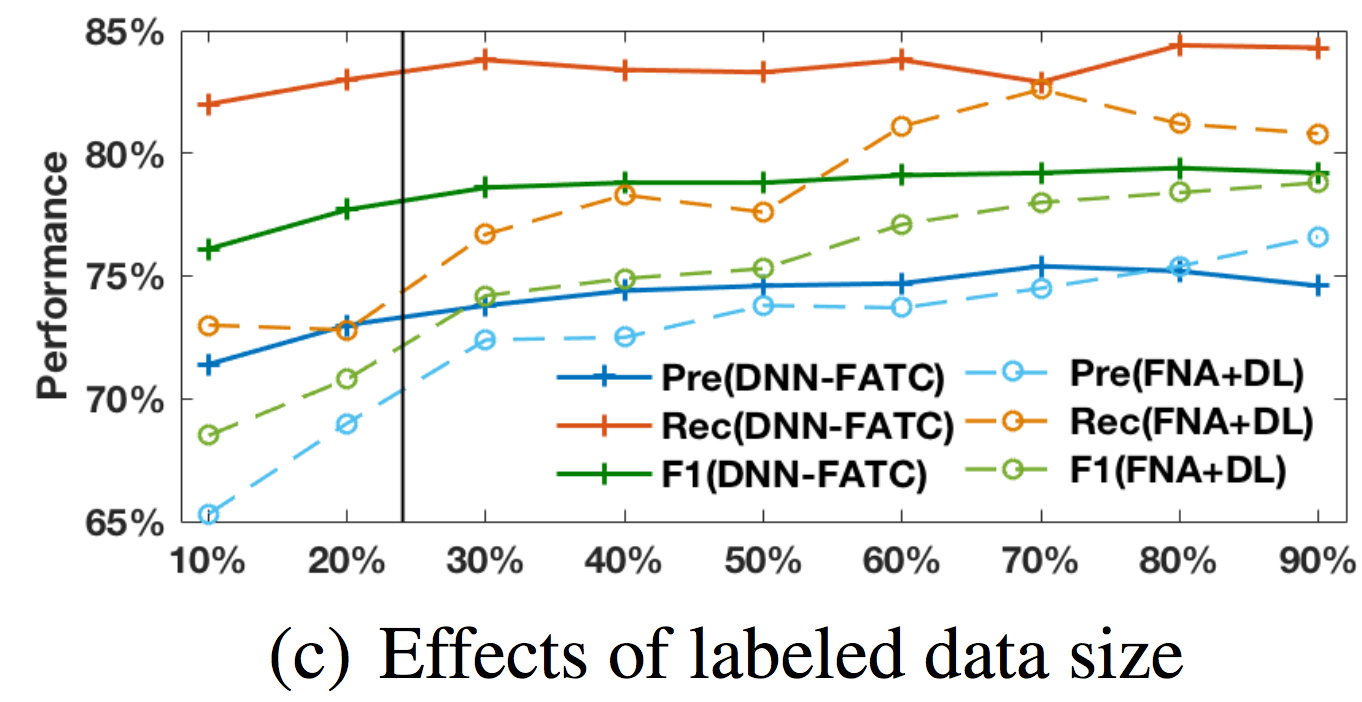 85%
80%
75%
70%
65%
Performance
Pre(DNN-FATC)
Rec(DNN-FATC)
F1(DNN-FATC)
Pre(FNA+DL)
Rec(FNA+DL)
F1(FNA+DL)
10% 20% 30% 40% 50% 60% 70% 80% 90%
(c) Effects of labeled data size